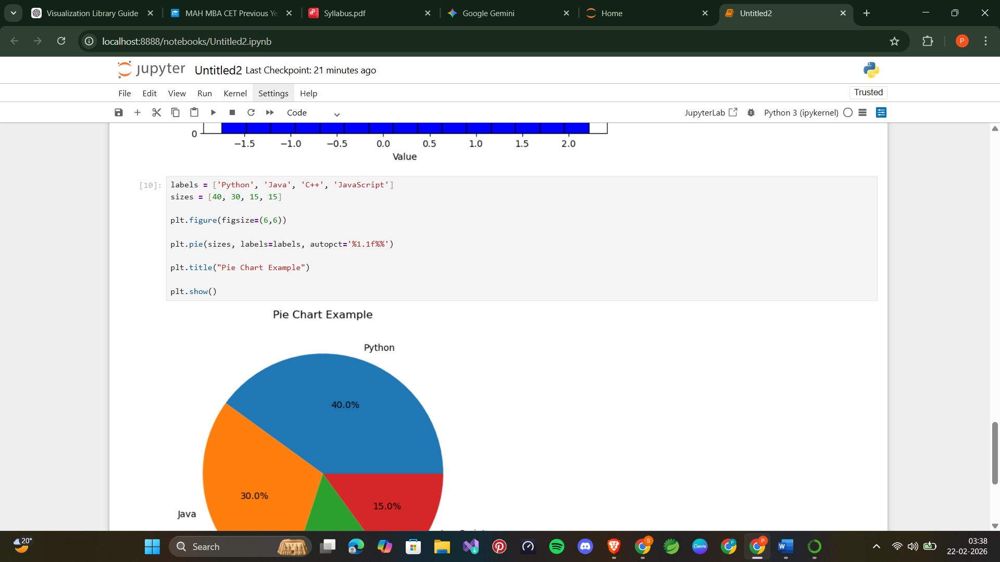 Visualization Library Guide
MAH MBA CET Previous Ye
Syllabus.pdf
Google Gemini
Home
Untitled2
localhost:8888/notebooks/Untitled2.ipynb
P
jupyter
Untitled2 Last Checkpoint: 21 minutes ago
File Edit View Run Kernel Settings Help
Trusted
Code
JupyterLab
Python 3 (ipykernel)
0
−1.5 −1.0 −0.5 0.0 0.5 1.0 1.5 2.0
Value
[10]:
labels = ['Python', 'Java', 'C++', 'JavaScript']
sizes = [40, 30, 15, 15]
plt.figure(figsize=(6,6))
plt.pie(sizes, labels=labels, autopct='%1.1f%%')
plt.title("Pie Chart Example")
plt.show()
Pie Chart Example
Python
40.0%
30.0%
15.0%
Java
20°
Search
Canva
S
P
P
W
03:38
22-02-2026